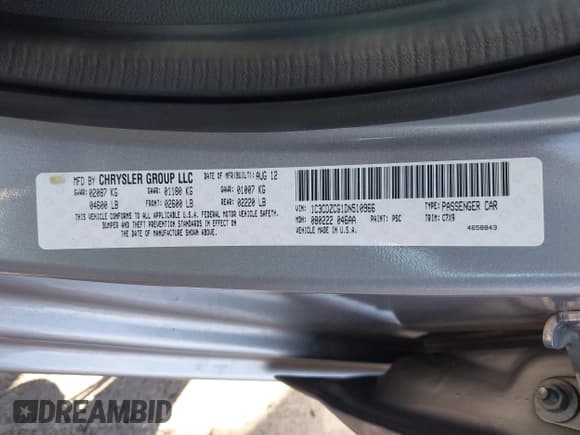 MFD BY CHRYSLER GROUP LLC DATE OF MFR(BUILT): AUG 12
GVWR: 02087 KG GAWR: 01180 KG GAWR: 01007 KG
04600 LB FRONT: 02600 LB REAR: 02220 LB
THIS VEHICLE CONFORMS TO ALL APPLICABLE U.S.A. FEDERAL MOTOR VEHICLE SAFETY,
BUMPER AND THEFT PREVENTION STANDARDS IN EFFECT ON
THE DATE OF MANUFACTURE SHOWN ABOVE.
VIN: 1C3CDZCG1DN510966 TYPE: PASSENGER CAR
MDH: 080222 046AA PAINT: PSC TRIM: C7X9
VEHICLE MADE IN U.S.A.
4658843
DREAMBID